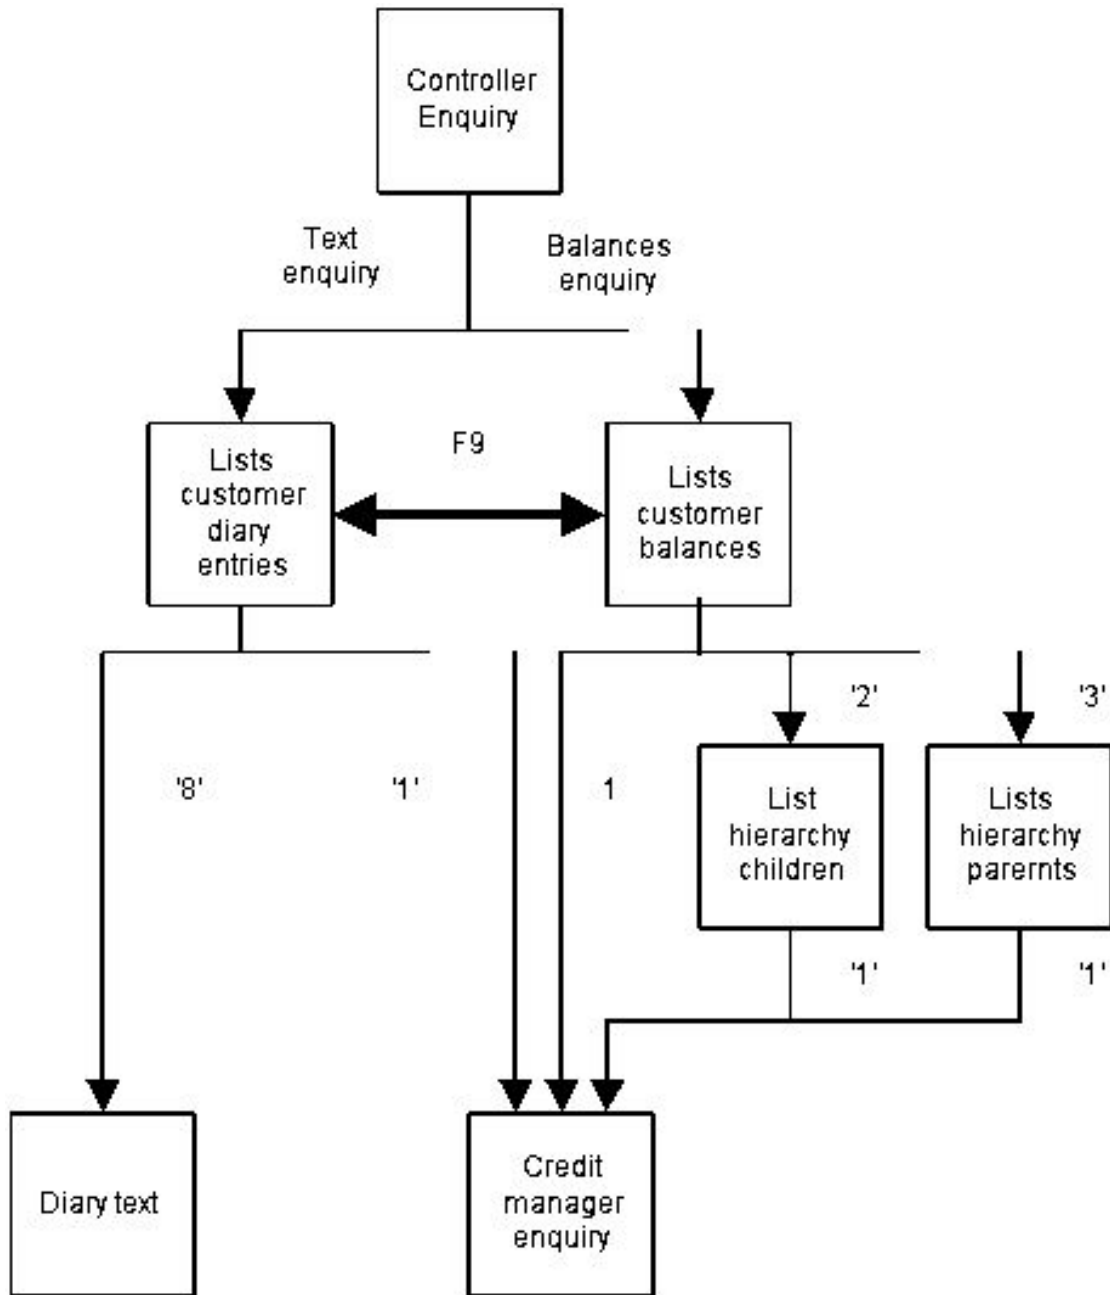 Controller
Enquiry
Text
enquiry
Balances
enquiry
Lists
customer
diary
entries
F9
Lists
customer
balances
'8'
'1'
1
'2'
'3'
List
hierarchy
children
Lists
hierarchy
parernts
'1'
'1'
Diary text
Credit
manager
enquiry